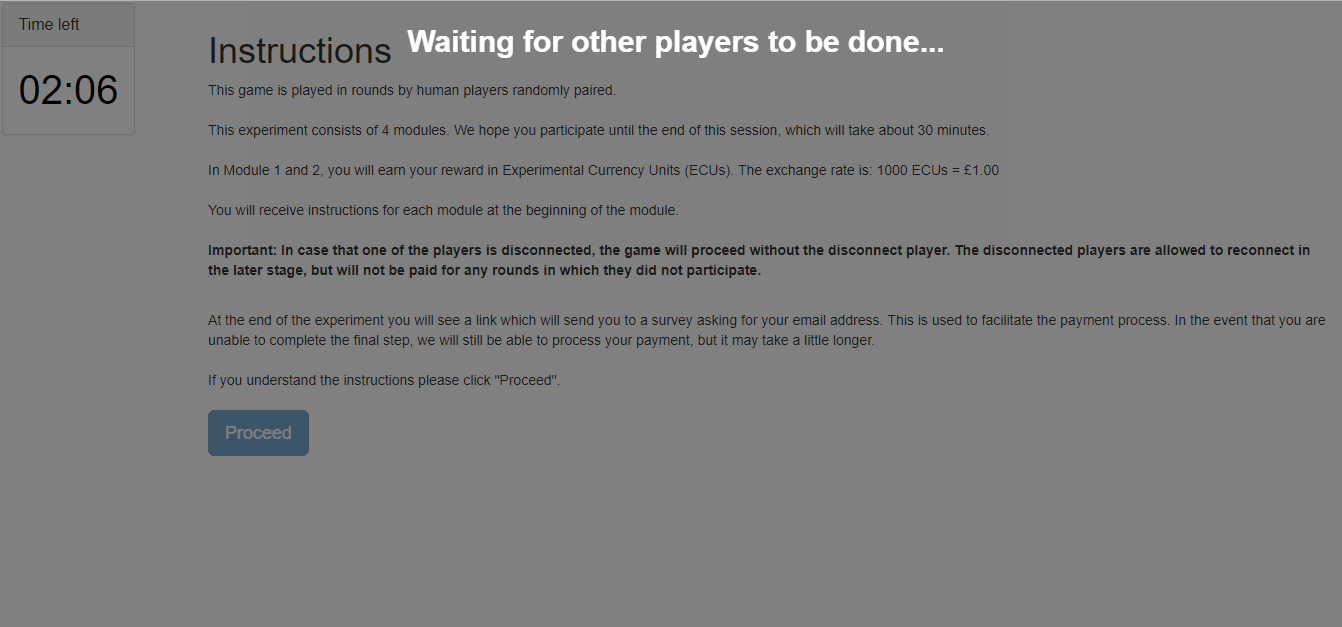 Time left
02:06
Instructions
Waiting for other players to be done...
This game is played in rounds by human players randomly paired.
This experiment consists of 4 modules. We hope you participate until the end of this session, which will take about 30 minutes.
In Module 1 and 2, you will earn your reward in Experimental Currency Units (ECUs). The exchange rate is: 1000 ECUs = £1.00
You will receive instructions for each module at the beginning of the module.
Important: In case that one of the players is disconnected, the game will proceed without the disconnect player. The disconnected players are allowed to reconnect in
the later stage, but will not be paid for any rounds in which they did not participate.
At the end of the experiment you will see a link which will send you to a survey asking for your email address. This is used to facilitate the payment process. In the event that you are
unable to complete the final step, we will still be able to process your payment, but it may take a little longer.
If you understand the instructions please click "Proceed".
Proceed